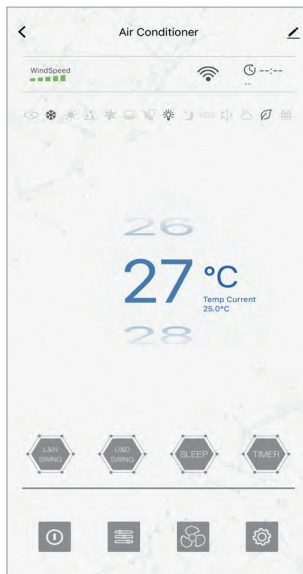 Air Conditioner
WindSpeed
--:--
--
26
27 °C
Temp Current
25.0°C
28
SWING
SWING
SLEEP
TIMER